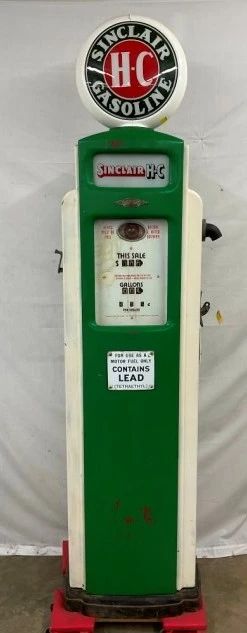 SINCLAIR
H-C
GASOLINE
SINCLAIR H-C
THIS SALE
$
GALLONS
FOR USE AS A
MOTOR FUEL ONLY
CONTAINS
LEAD
(TETRAETHYL)